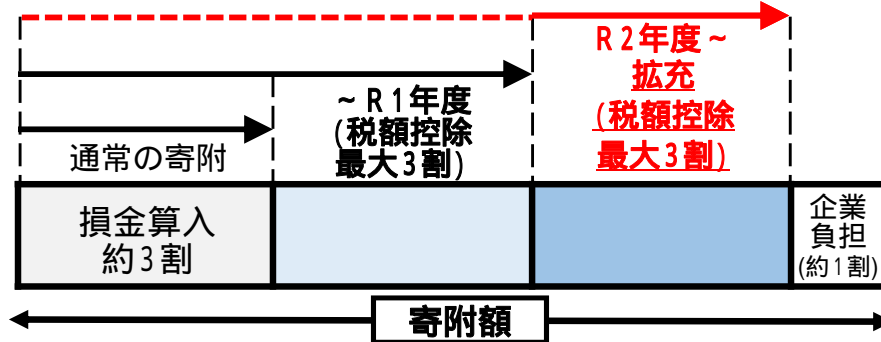 R2年度~
拡充
(税額控除
最大3割)
~R1年度
(税額控除
最大3割)
通常の寄附
損金算入
約3割
企業
負担
(約1割)
寄附額